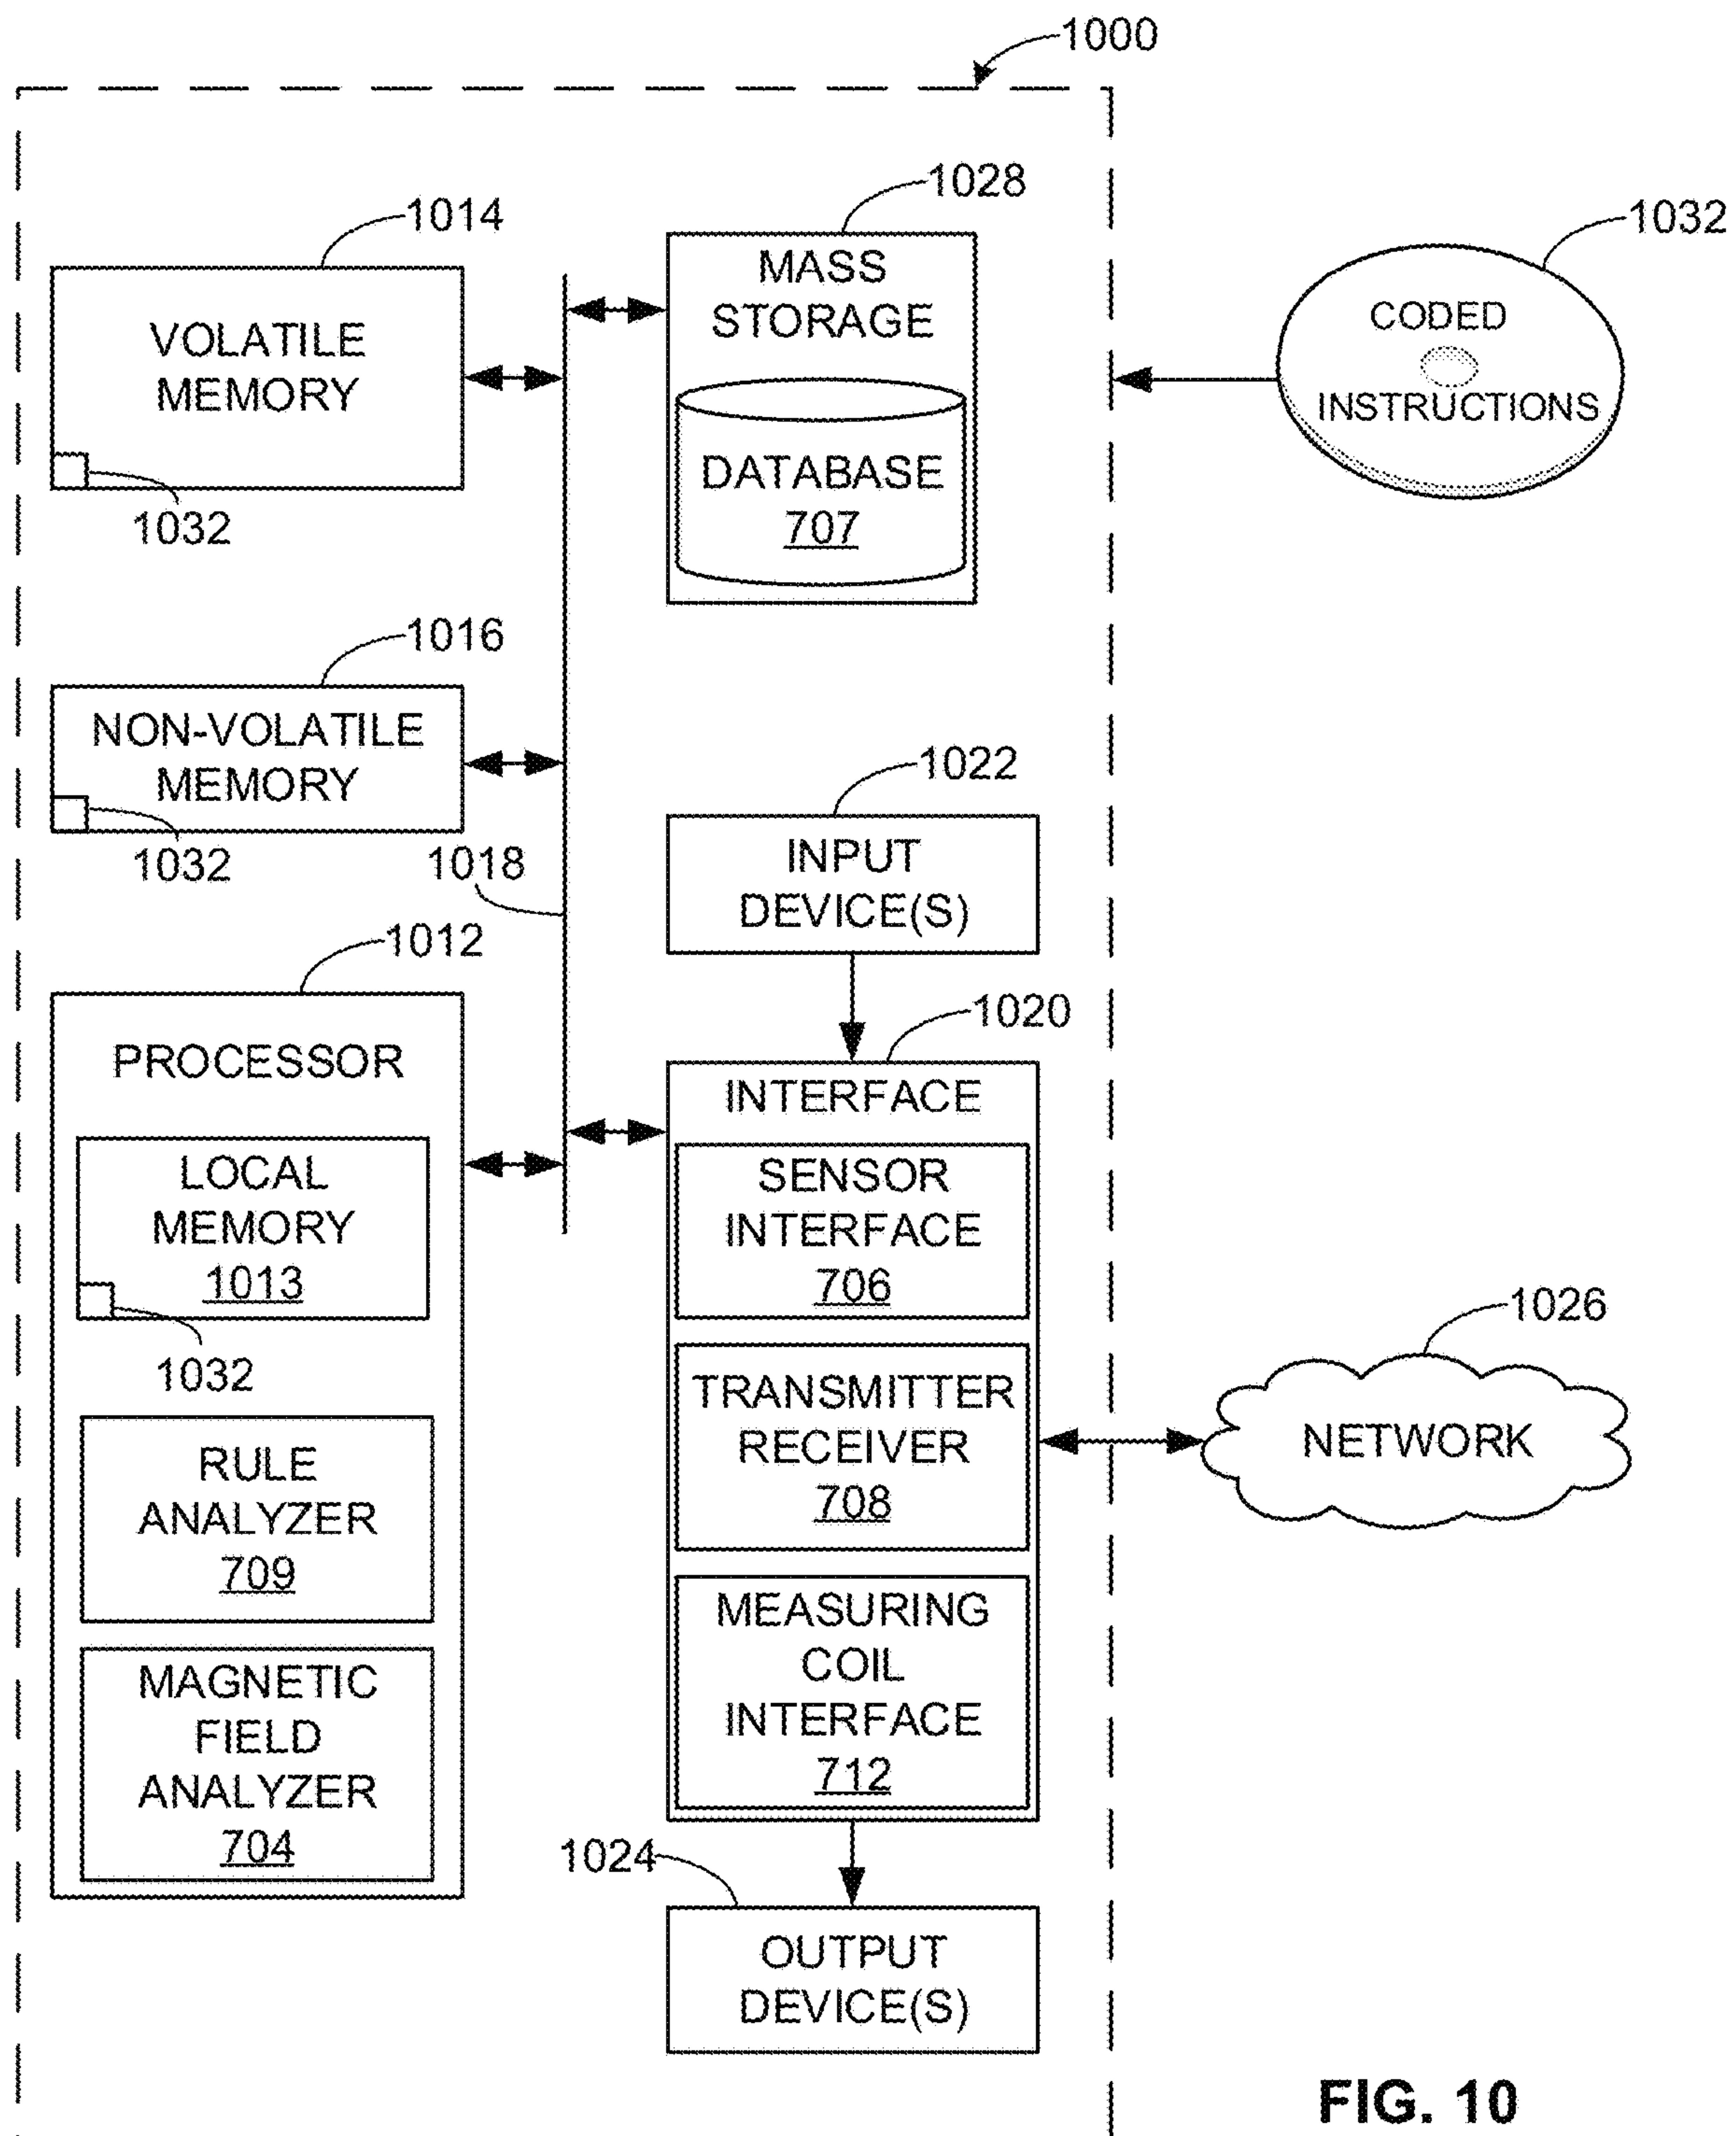 1000
1028
1014
1032
MASS
STORAGE
DATABASE
707
VOLATILE
MEMORY
1032
CODED
INSTRUCTIONS
1016
NON-VOLATILE
MEMORY
1032
1018
1022
INPUT
DEVICE(S)
1012
PROCESSOR
LOCAL
MEMORY
1013
1032
RULE
ANALYZER
709
MAGNETIC
FIELD
ANALYZER
704
1020
INTERFACE
SENSOR
INTERFACE
706
TRANSMITTER
RECEIVER
708
MEASURING
COIL
INTERFACE
712
1026
NETWORK
1024
OUTPUT
DEVICE(S)
FIG. 10